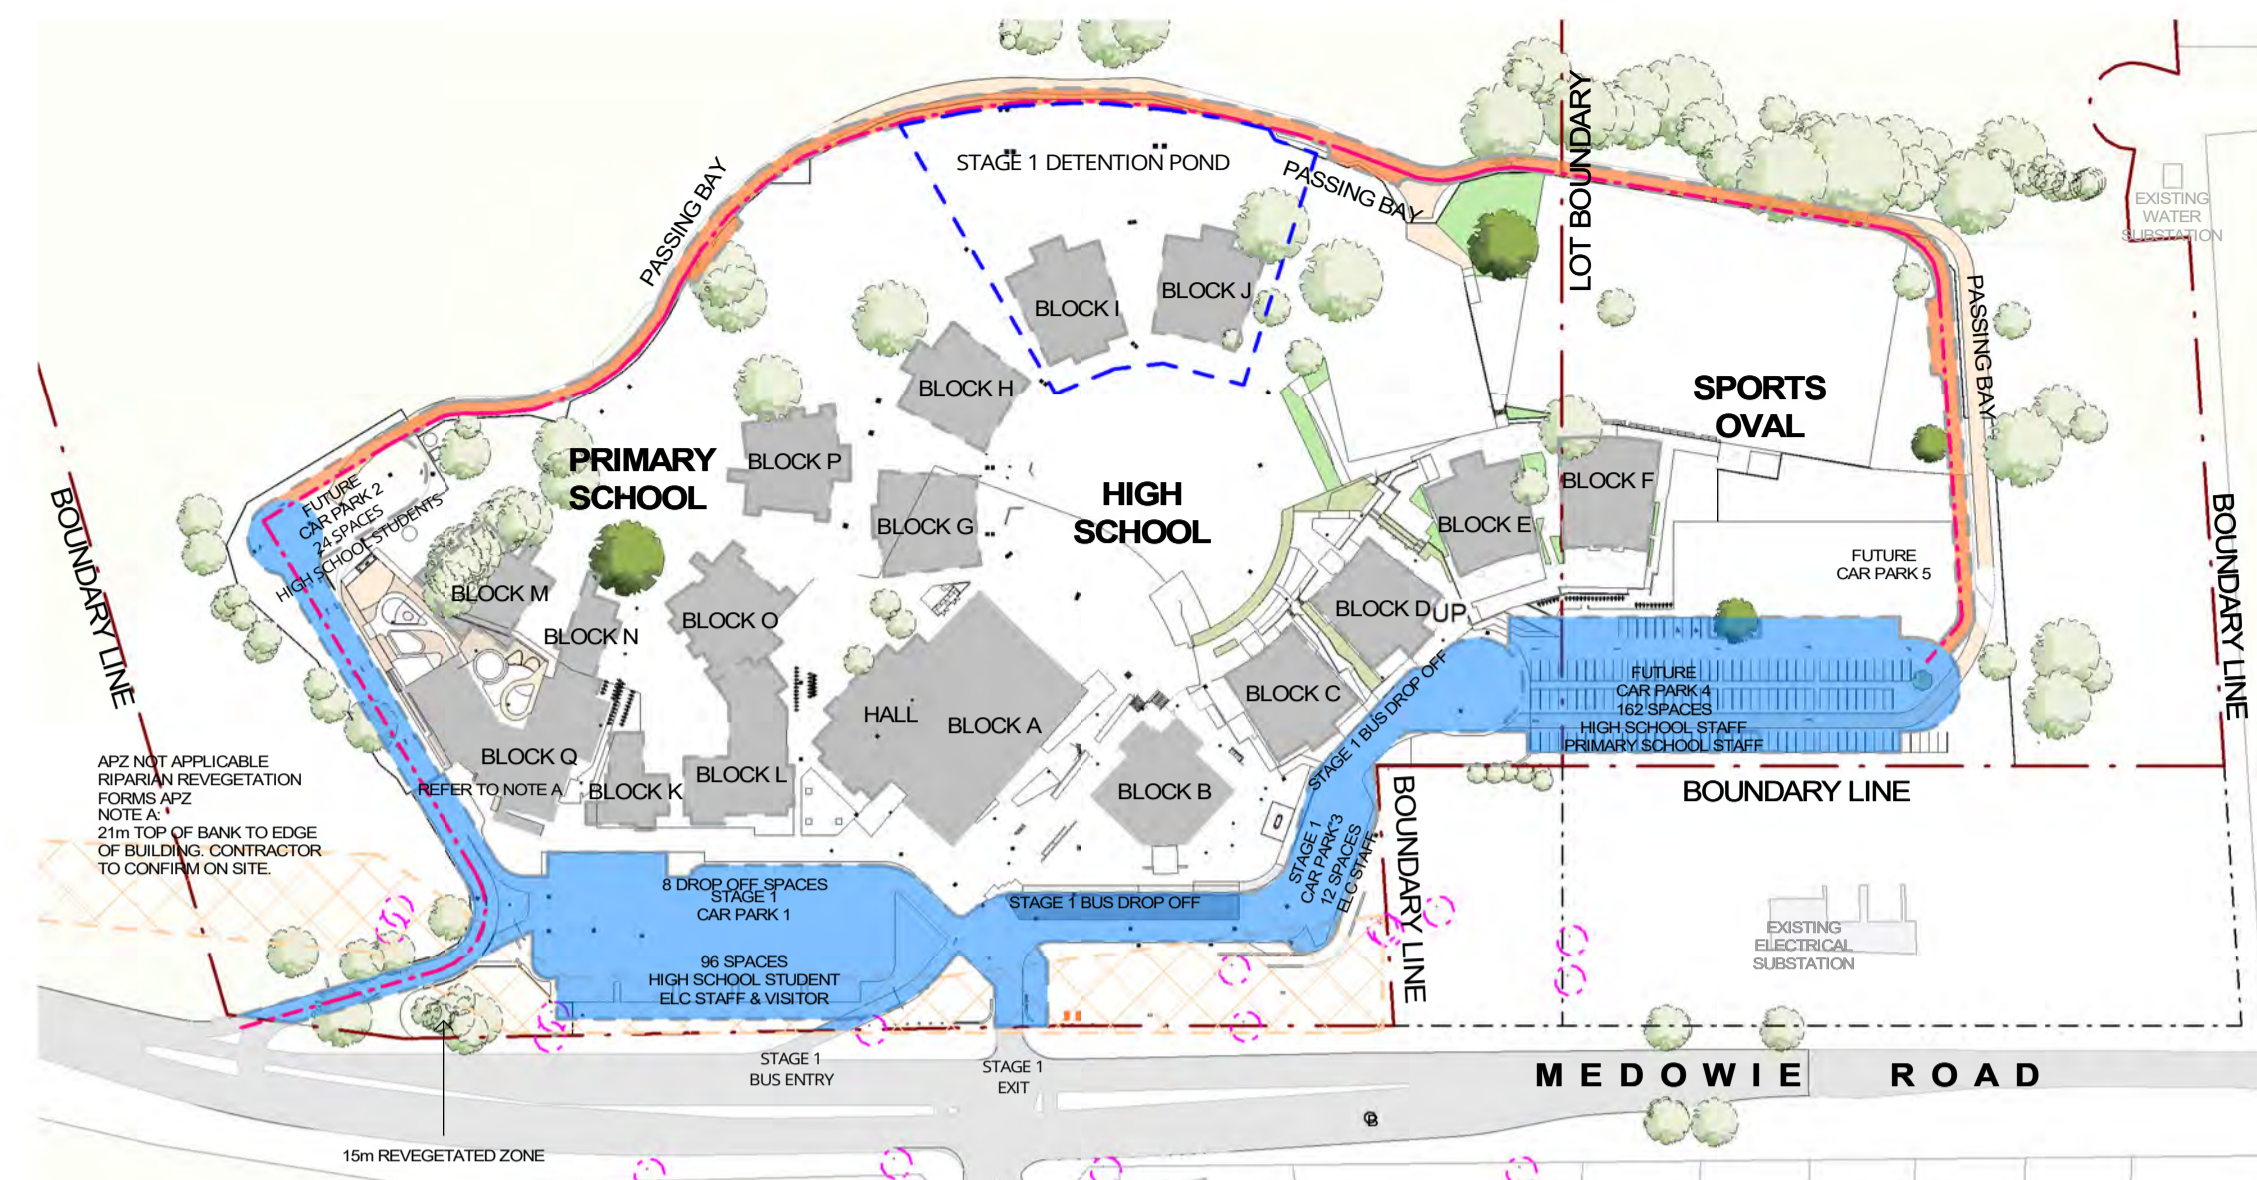 LOT BOUNDARY
STAGE 1 DETENTION POND
PASSING BAY
PASSING BAY
EXISTING
WATER
SUBSTATION
BLOCK I
BLOCK J
PASSING BAY
BLOCK H
SPORTS
OVAL
PRIMARY
SCHOOL
BLOCK P
BLOCK G
HIGH
SCHOOL
BLOCK E
BLOCK F
FUTURE
CAR PARK 2
24 SPACES
HIGH SCHOOL STUDENTS
BOUNDARY LINE
BOUNDARY LINE
FUTURE
CAR PARK 5
BLOCK M
BLOCK N
BLOCK O
BLOCK D
UP
BLOCK C
HALL
BLOCK A
STAGE 1 BUS DROP OFF
FUTURE
CAR PARK 4
162 SPACES
HIGH SCHOOL STAFF
PRIMARY SCHOOL STAFF
BLOCK Q
REFER TO NOTE A
BLOCK K
BLOCK L
BLOCK B
BOUNDARY LINE
BOUNDARY LINE
APZ NOT APPLICABLE
RIPARIAN REVEGETATION
FORMS APZ
NOTE A:
21m TOP OF BANK TO EDGE
OF BUILDING. CONTRACTOR
TO CONFIRM ON SITE.
STAGE 1
CAR PARK 3
12 SPACES
ELC STAFF
8 DROP OFF SPACES
STAGE 1
CAR PARK 1
STAGE 1 BUS DROP OFF
96 SPACES
HIGH SCHOOL STUDENT
ELC STAFF & VISITOR
EXISTING
ELECTRICAL
SUBSTATION
STAGE 1
BUS ENTRY
STAGE 1
EXIT
MEDOWIE ROAD
15m REVEGETATED ZONE